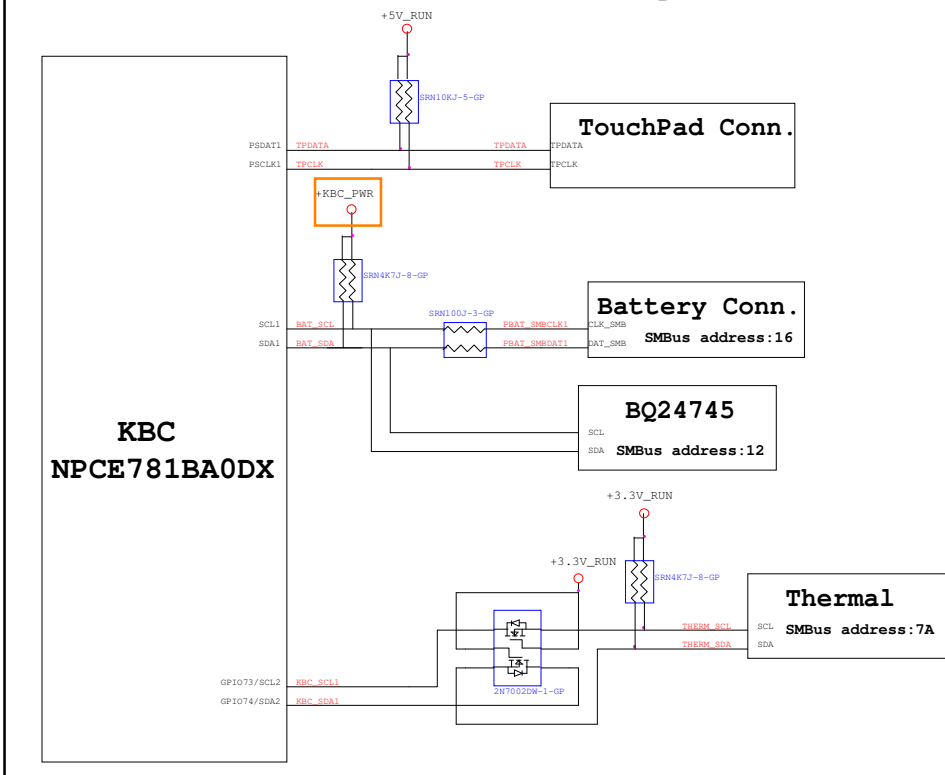 +5V_RUN
SRN10KJ-5-GP
TouchPad Conn.
PSDAT1 TPDATA TPDATA TPDATA
PSCLK1 TPCLK TPCLK TPCLK
+KBC_PWR
SRN4K7J-8-GP
SRN100J-3-GP
Battery Conn.
SCL1 BAT_SCL PBAT_SMBCLK1 CLK_SMB
SMBus address:16
SDA1 BAT_SDA PBAT_SMBDAT1 DAT_SMB
BQ24745
SCL
SDA SMBus address:12
KBC
NPCE781BA0DX
+3.3V_RUN
+3.3V_RUN
SRN4K7J-8-GP
Thermal
THERM_SCL SCL SMBus address:7A
THERM_SDA SDA
GPIO73/SCL2 KBC_SCL1
2N7002DW-1-GP
GPIO74/SDA2 KBC_SDA1